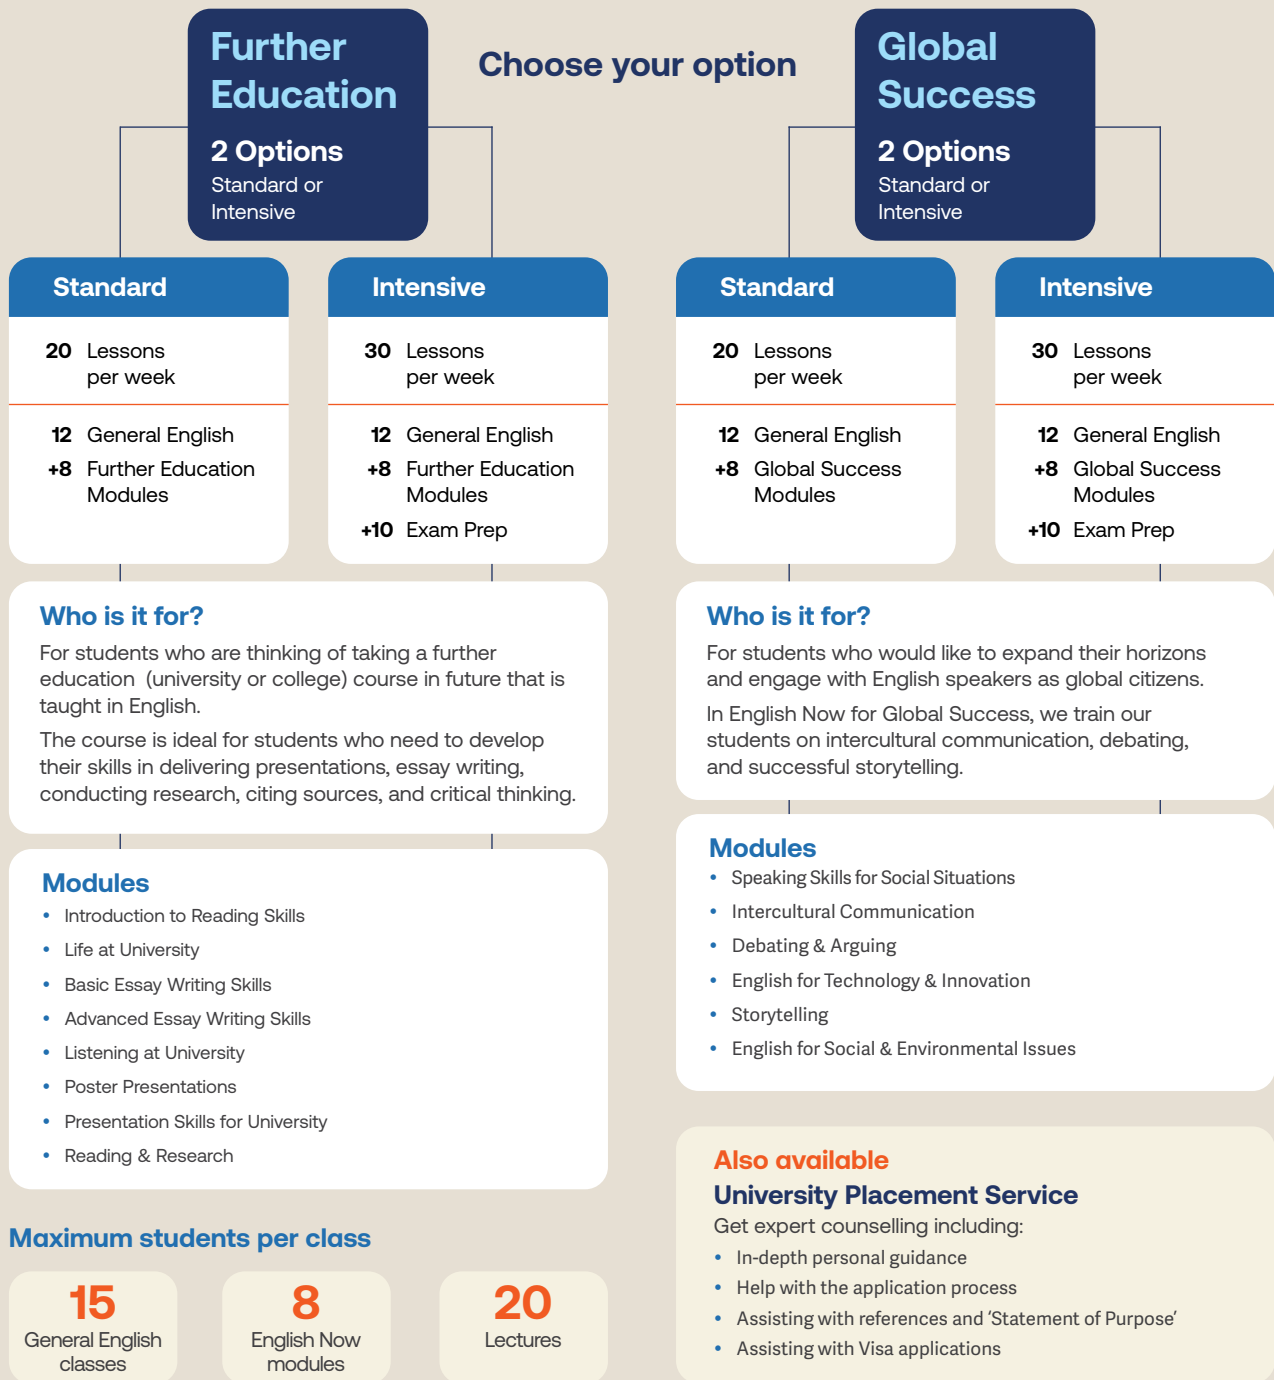 Choose your option
Further
Education
2 Options
Standard or
Intensive
Standard
20 Lessons
per week
12 General English
+8 Further Education
Modules
Intensive
30 Lessons
per week
12 General English
+8 Further Education
Modules
+10 Exam Prep
Who is it for?
For students who are thinking of taking a further
education (university or college) course in future that is
taught in English.
The course is ideal for students who need to develop
their skills in delivering presentations, essay writing,
conducting research, citing sources, and critical thinking.
Modules
• Introduction to Reading Skills
• Life at University
• Basic Essay Writing Skills
• Advanced Essay Writing Skills
• Listening at University
• Poster Presentations
• Presentation Skills for University
• Reading & Research
Maximum students per class
15
General English
classes
8
English Now
modules
20
Lectures
Global
Success
2 Options
Standard or
Intensive
Standard
20 Lessons
per week
12 General English
+8 Global Success
Modules
Intensive
30 Lessons
per week
12 General English
+8 Global Success
Modules
+10 Exam Prep
Who is it for?
For students who would like to expand their horizons
and engage with English speakers as global citizens.
In English Now for Global Success, we train our
students on intercultural communication, debating,
and successful storytelling.
Modules
• Speaking Skills for Social Situations
• Intercultural Communication
• Debating & Arguing
• English for Technology & Innovation
• Storytelling
• English for Social & Environmental Issues
Also available
University Placement Service
Get expert counselling including:
• In-depth personal guidance
• Help with the application process
• Assisting with references and ‘Statement of Purpose’
• Assisting with Visa applications